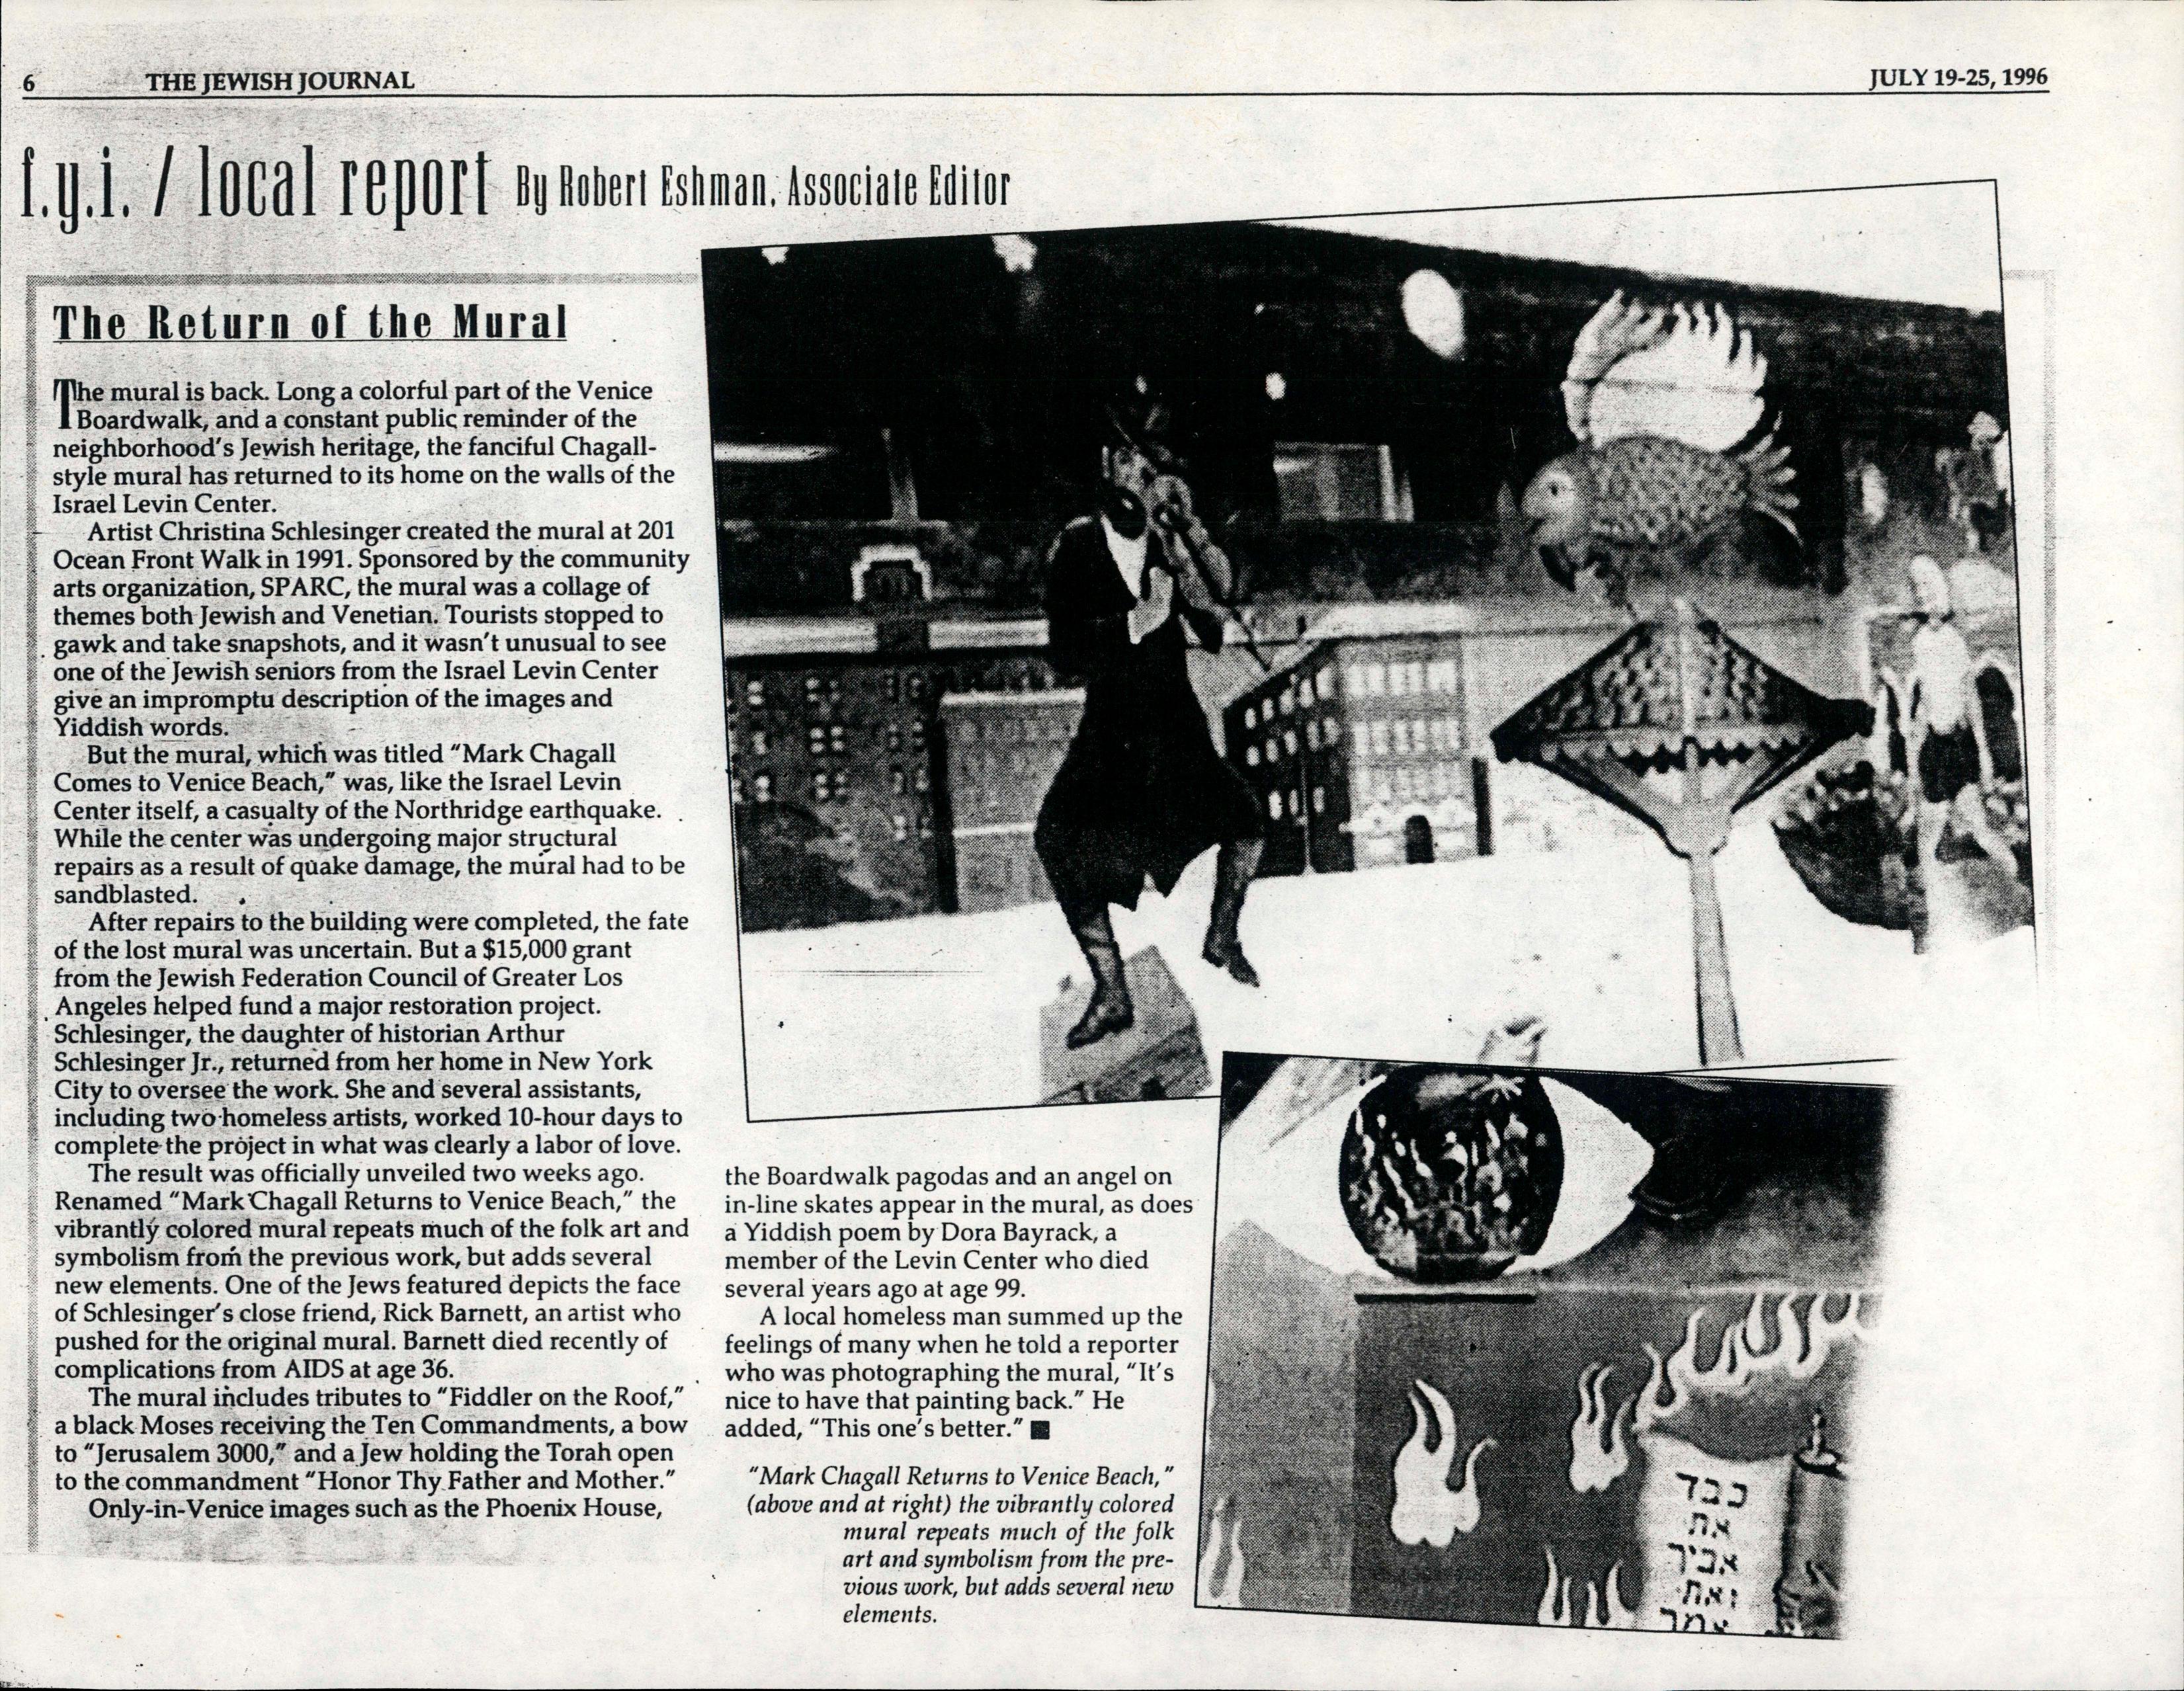 6 THE JEWISH JOURNAL JULY 19-25, 1996
f.y.i. / local report By Robert Eshman, Associate Editor
The Return of the Mural
The mural is back. Long a colorful part of the Venice
Boardwalk, and a constant public reminder of the
neighborhood's Jewish heritage, the fanciful Chagall-
style mural has returned to its home on the walls of the
Israel Levin Center.
Artist Christina Schlesinger created the mural at 201
Ocean Front Walk in 1991. Sponsored by the community
arts organization, SPARC, the mural was a collage of
themes both Jewish and Venetian. Tourists stopped to
gawk and take snapshots, and it wasn't unusual to see
one of the Jewish seniors from the Israel Levin Center
give an impromptu description of the images and
Yiddish words.
But the mural, which was titled "Mark Chagall
Comes to Venice Beach," was, like the Israel Levin
Center itself, a casualty of the Northridge earthquake.
While the center was undergoing major structural
repairs as a result of quake damage, the mural had to be
sandblasted.
After repairs to the building were completed, the fate
of the lost mural was uncertain. But a $15,000 grant
from the Jewish Federation Council of Greater Los
Angeles helped fund a major restoration project.
Schlesinger, the daughter of historian Arthur
Schlesinger Jr., returned from her home in New York
City to oversee the work. She and several assistants,
including two homeless artists, worked 10-hour days to
complete the project in what was clearly a labor of love.
The result was officially unveiled two weeks ago.
Renamed "Mark Chagall Returns to Venice Beach," the
vibrantly colored mural repeats much of the folk art and
symbolism from the previous work, but adds several
new elements. One of the Jews featured depicts the face
of Schlesinger's close friend, Rick Barnett, an artist who
pushed for the original mural. Barnett died recently of
complications from AIDS at age 36.
The mural includes tributes to "Fiddler on the Roof,"
a black Moses receiving the Ten Commandments, a bow
to "Jerusalem 3000," and a Jew holding the Torah open
to the commandment "Honor Thy Father and Mother."
Only-in-Venice images such as the Phoenix House,
the Boardwalk pagodas and an angel on
in-line skates appear in the mural, as does
a Yiddish poem by Dora Bayrack, a
member of the Levin Center who died
several years ago at age 99.
A local homeless man summed up the
feelings of many when he told a reporter
who was photographing the mural, "It's
nice to have that painting back." He
added, "This one's better." ■
"Mark Chagall Returns to Venice Beach,"
(above and at right) the vibrantly colored
mural repeats much of the folk
art and symbolism from the pre-
vious work, but adds several new
elements.
כבד
את
אביך
ואת
אמך